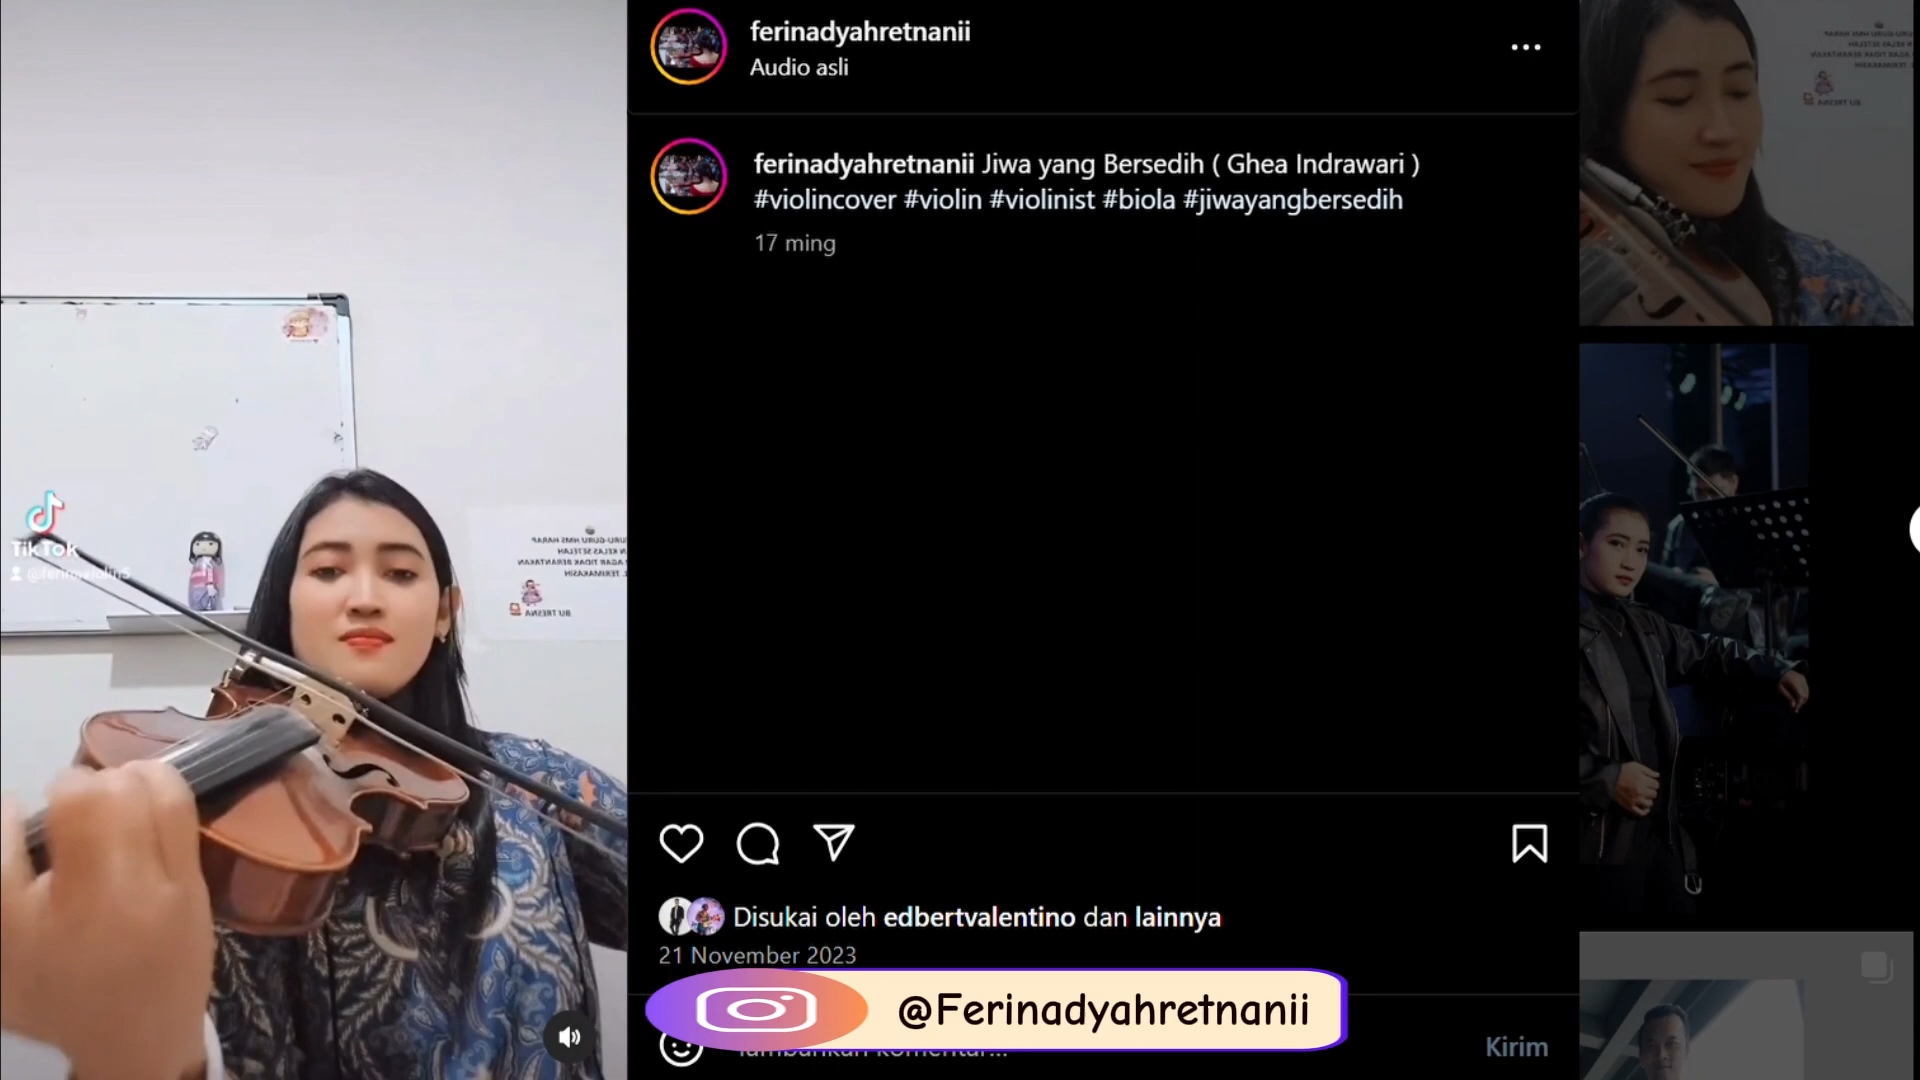 ferinadyahretnanii
Audio asli
ferinadyahretnanii Jiwa yang Bersedih ( Ghea Indrawari )
#violincover #violin #violinist #biola #jiwayangbersedih
17 ming
TikTok
Disukai oleh edbertvalentino dan lainnya
21 November 2023
@Ferinadyahretnanii
Kirim